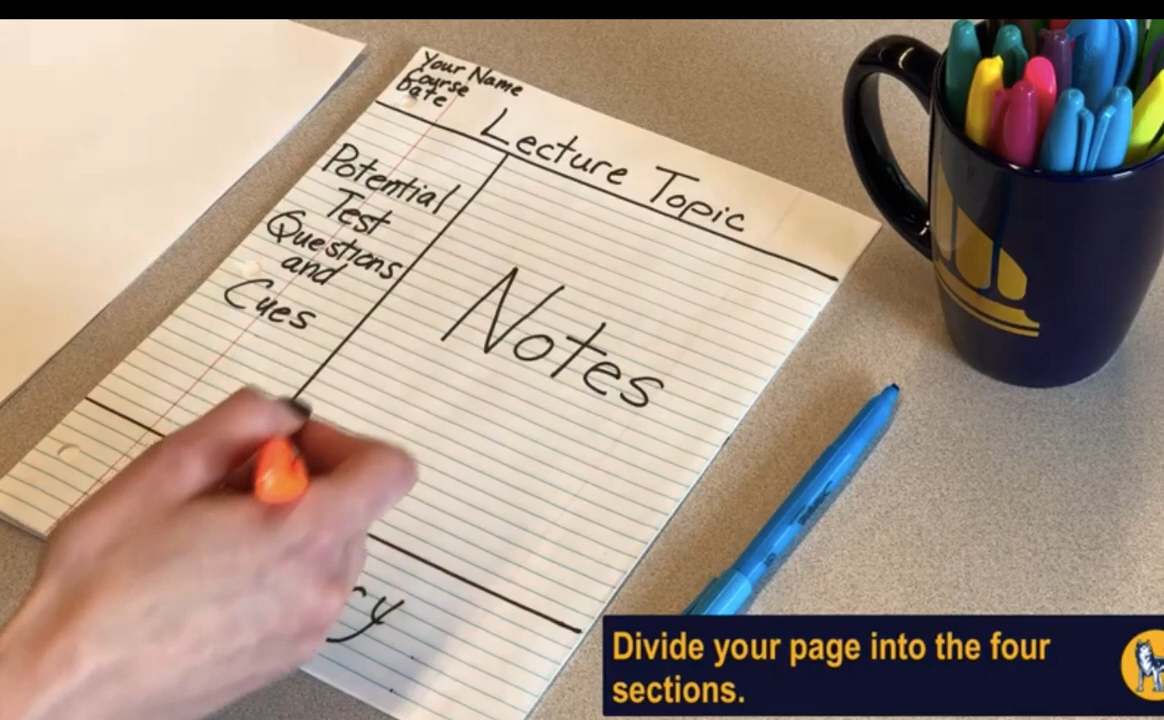 Your Name
Course
Date
Lecture Topic
Potential
Test
Questions
and
Cues
Notes
ry
Divide your page into the four
sections.